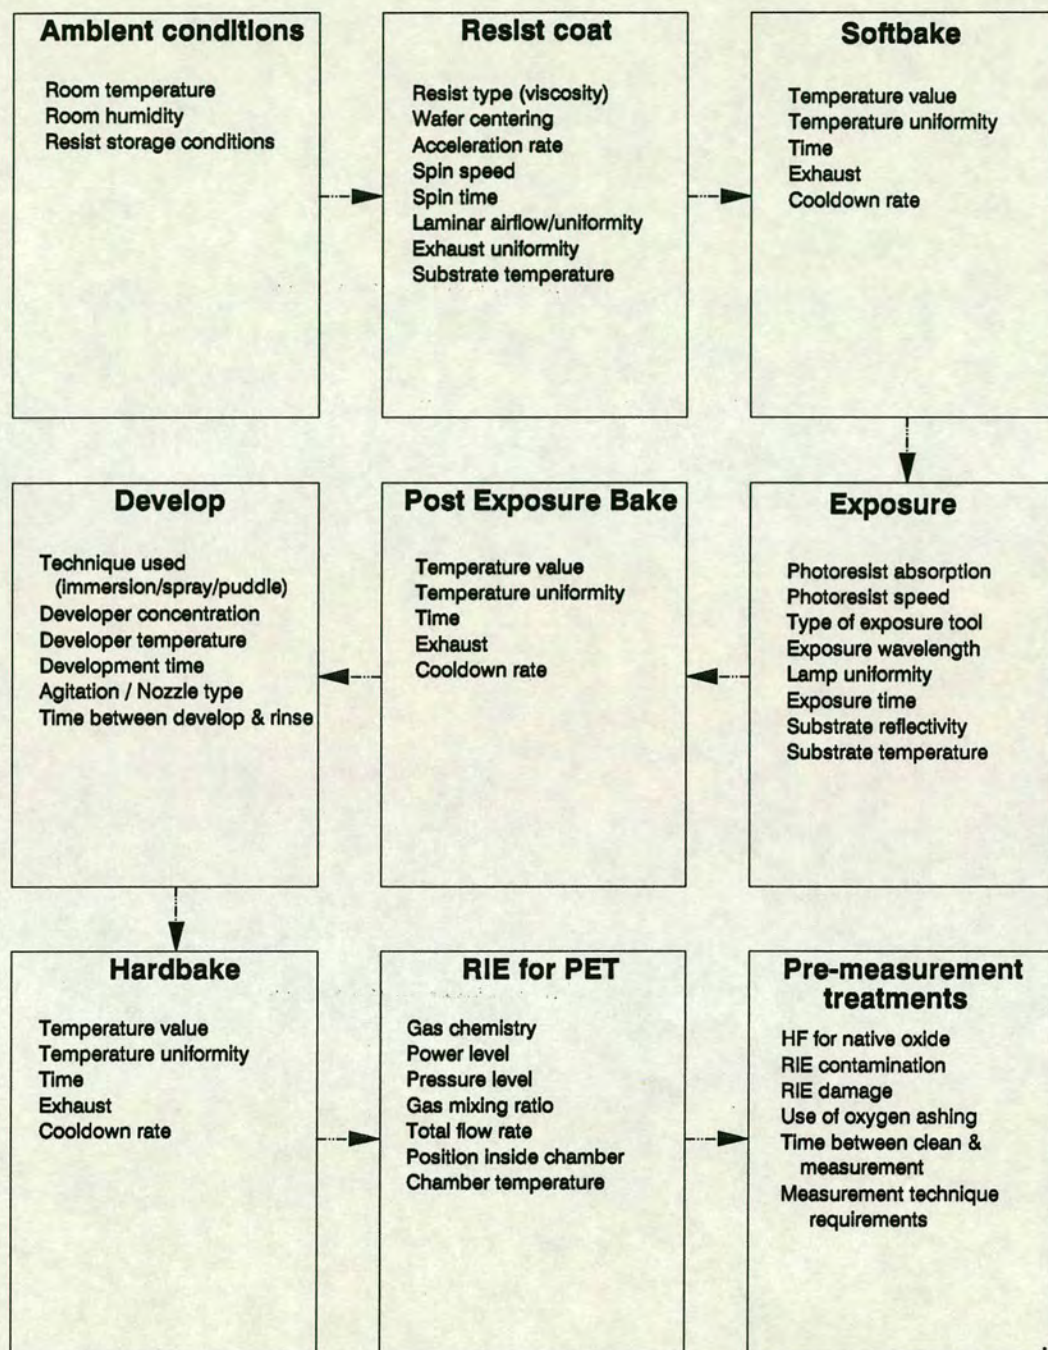 Ambient conditions
Room temperature
Room humidity
Resist storage conditions
Resist coat
Resist type (viscosity)
Wafer centering
Acceleration rate
Spin speed
Spin time
Laminar airflow/uniformity
Exhaust uniformity
Substrate temperature
Softbake
Temperature value
Temperature uniformity
Time
Exhaust
Cooldown rate
Exposure
Photoresist absorption
Photoresist speed
Type of exposure tool
Exposure wavelength
Lamp uniformity
Exposure time
Substrate reflectivity
Substrate temperature
Post Exposure Bake
Temperature value
Temperature uniformity
Time
Exhaust
Cooldown rate
Develop
Technique used
(immersion/spray/puddle)
Developer concentration
Developer temperature
Development time
Agitation / Nozzle type
Time between develop & rinse
Hardbake
Temperature value
Temperature uniformity
Time
Exhaust
Cooldown rate
RIE for PET
Gas chemistry
Power level
Pressure level
Gas mixing ratio
Total flow rate
Position inside chamber
Chamber temperature
Pre-measurement
treatments
HF for native oxide
RIE contamination
RIE damage
Use of oxygen ashing
Time between clean &
measurement
Measurement technique
requirements